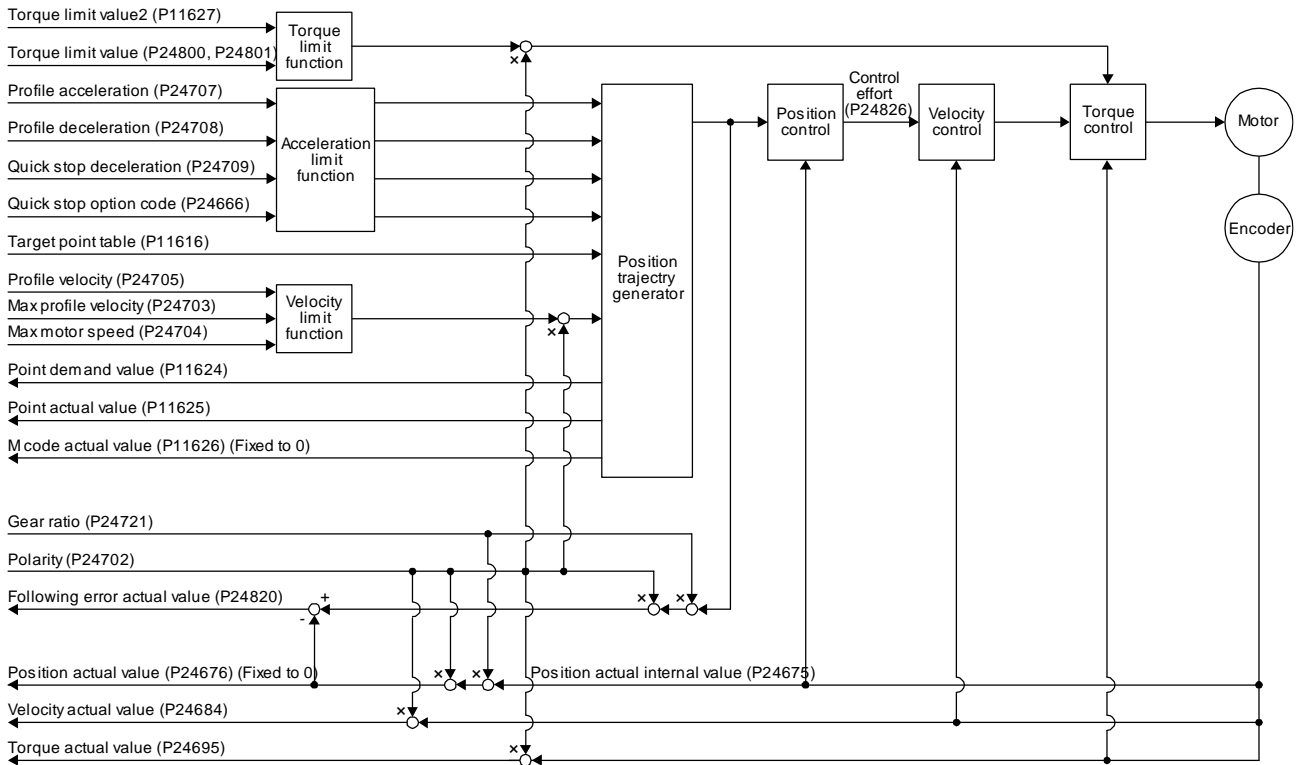 Torque limit value2 (P11627)
Torque limit value (P24800, P24801)
Torque
limit
function
×
Profile acceleration (P24707)
Profile deceleration (P24708)
Quick stop deceleration (P24709)
Quick stop option code (P24666)
Acceleration
limit
function
Target point table (P11616)
Profile velocity (P24705)
Max profile velocity (P24703)
Max motor speed (P24704)
Velocity
limit
function
×
Position
trajectry
generator
Position
control
Control
effort
(P24826)
Velocity
control
Torque
control
Motor
Encoder
Point demand value (P11624)
Point actual value (P11625)
M code actual value (P11626) (Fixed to 0)
Gear ratio (P24721)
Polarity (P24702)
Following error actual value (P24820)
+
-
×
×
Position actual value (P24676) (Fixed to 0)
×
×
Position actual internal value (P24675)
Velocity actual value (P24684)
×
Torque actual value (P24695)
×